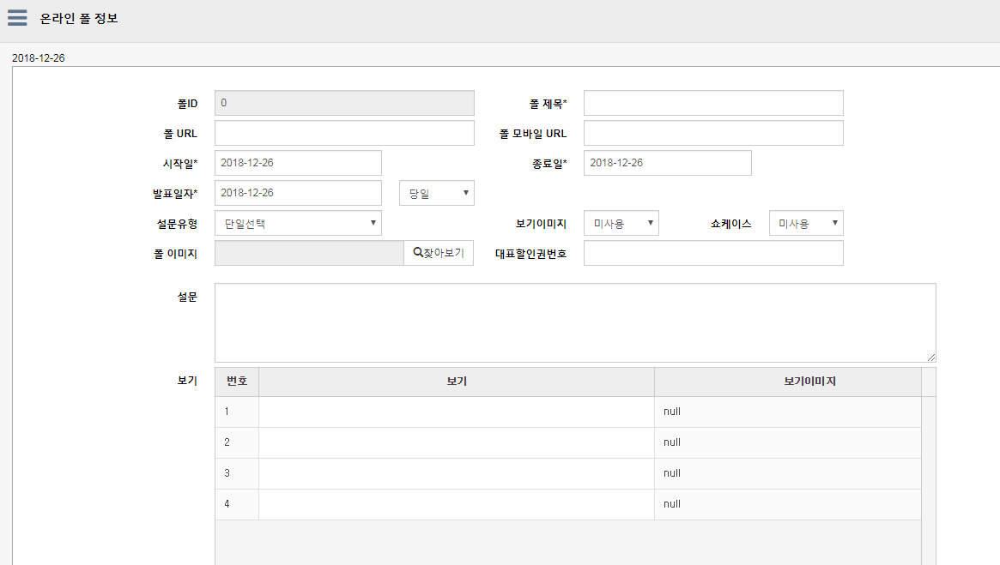 온라인 폴 정보
2018-12-26
폴ID 0 폴 제목*
폴 URL 폴 모바일 URL
시작일* 2018-12-26 종료일* 2018-12-26
발표일자* 2018-12-26 당일
설문유형 단일선택 보기이미지 미사용 쇼케이스 미사용
폴 이미지 찾아보기 대표할인권번호
설문
보기 번호 보기 보기이미지
1 null
2 null
3 null
4 null